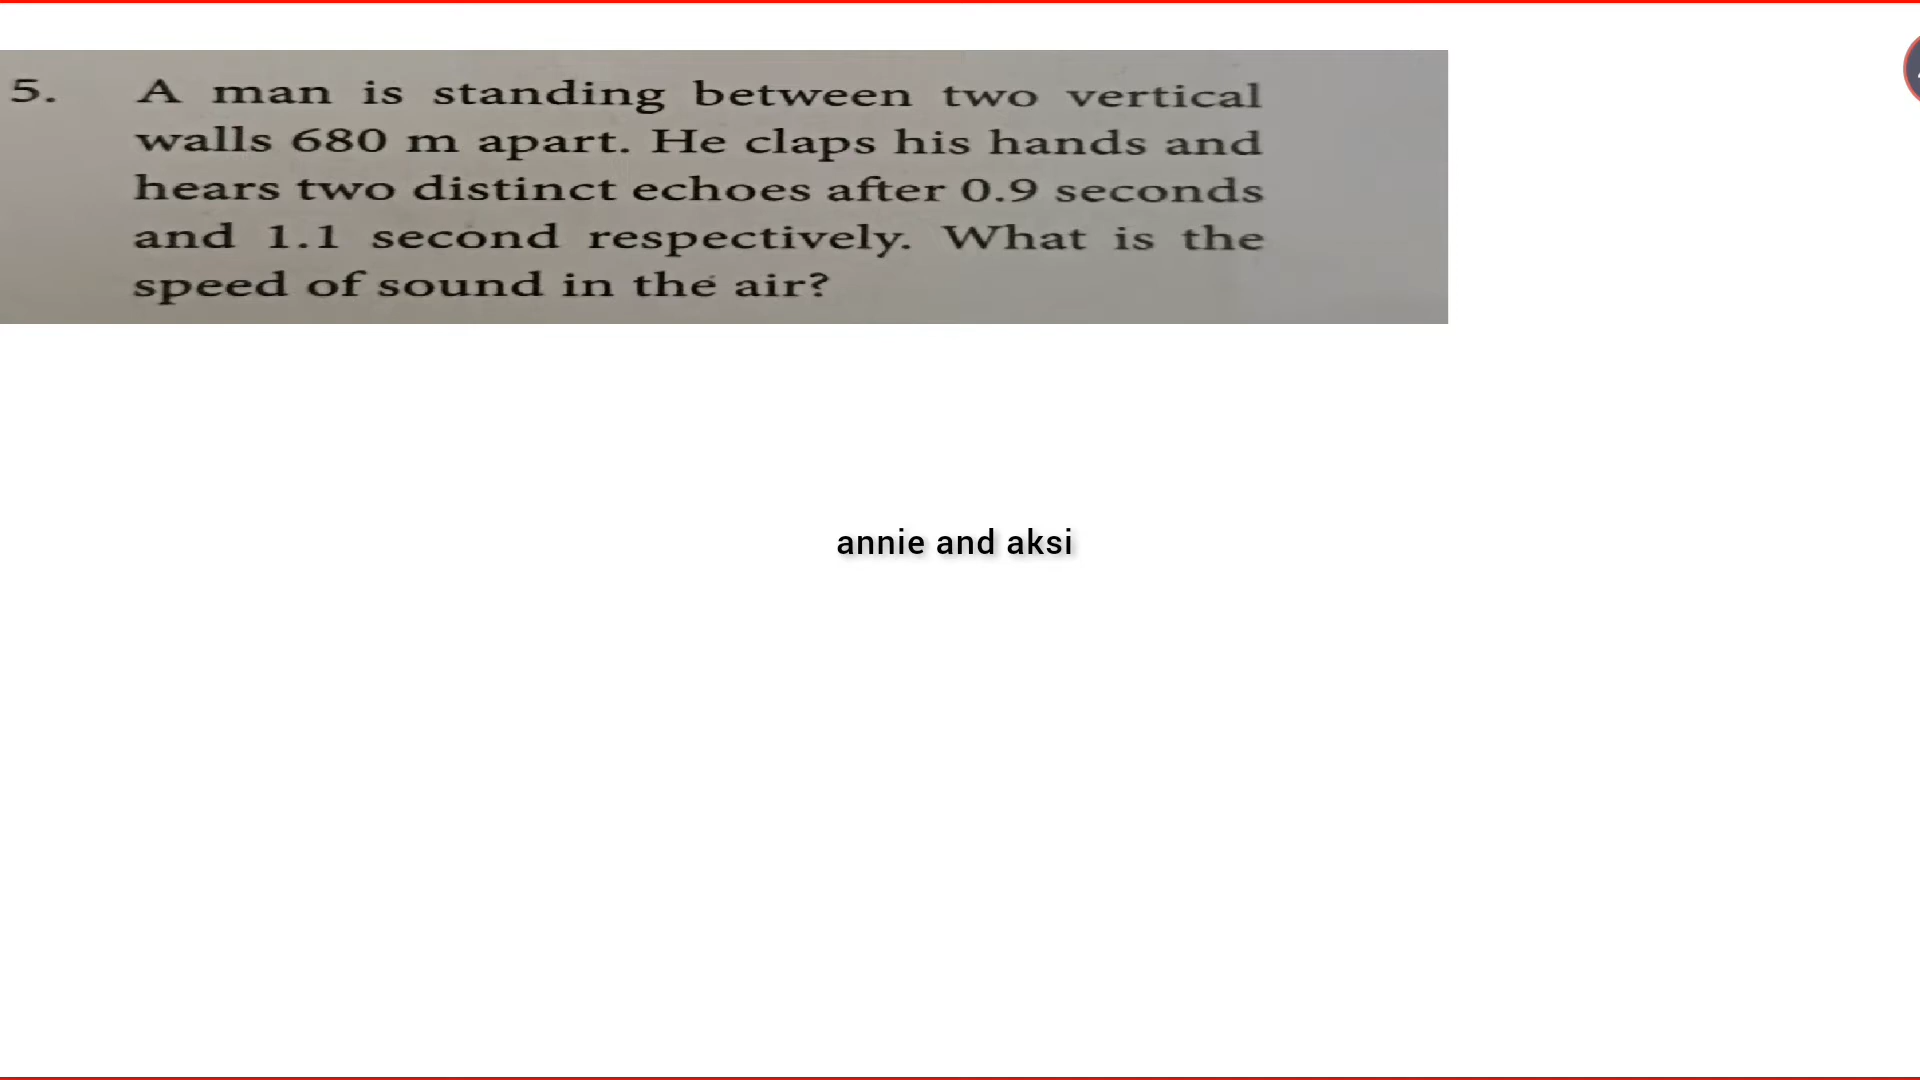 5. A man is standing between two vertical
walls 680 m apart. He claps his hands and
hears two distinct echoes after 0.9 seconds
and 1.1 second respectively. What is the
speed of sound in the air?
annie and aksi